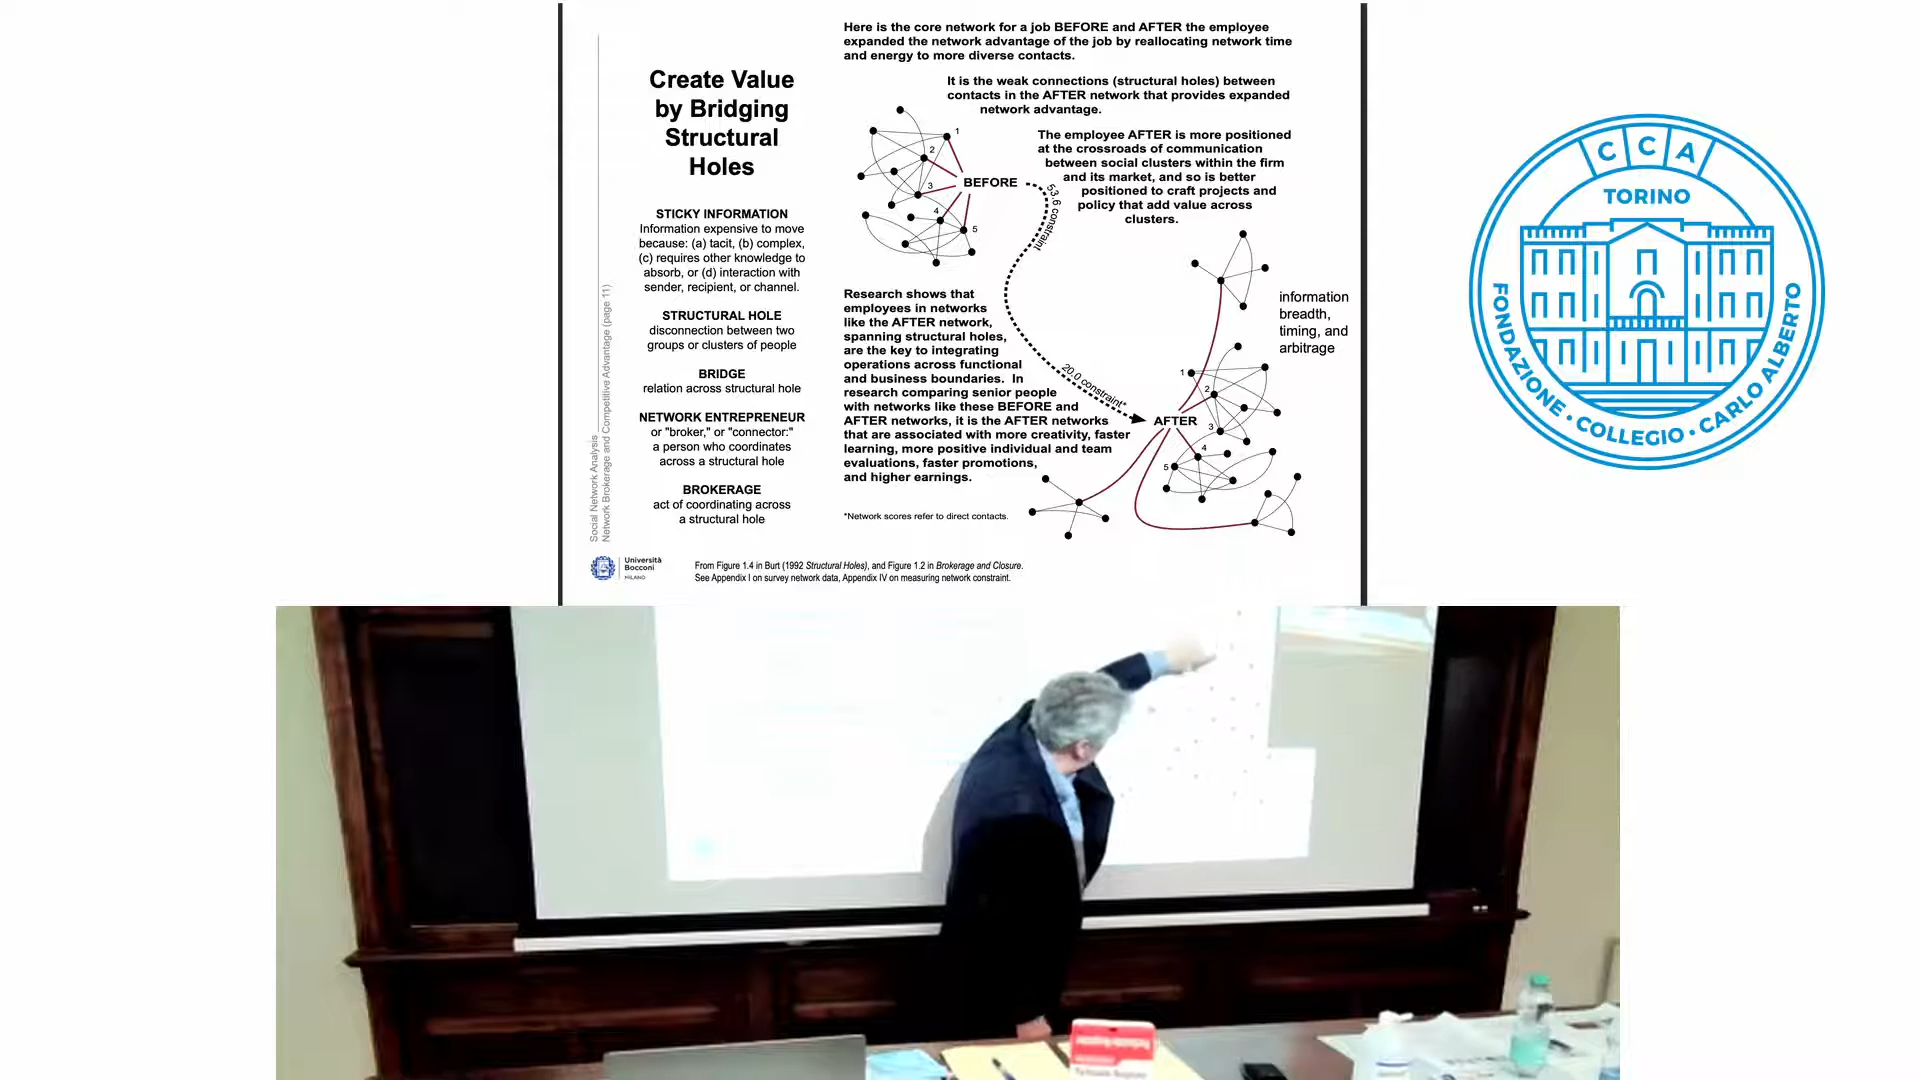 Here is the core network for a job BEFORE and AFTER the employee
expanded the network advantage of the job by reallocating network time
and energy to more diverse contacts.
Create Value
by Bridging
Structural
Holes
It is the weak connections (structural holes) between
contacts in the AFTER network that provides expanded
network advantage.
The employee AFTER is more positioned
at the crossroads of communication
between social clusters within the firm
and its market, and so is better
positioned to craft projects and
policy that add value across
clusters.
1
2
3
4
5
BEFORE
53.6 constraint
STICKY INFORMATION
Information expensive to move
because: (a) tacit, (b) complex,
(c) requires other knowledge to
absorb, or (d) interaction with
sender, recipient, or channel.
STRUCTURAL HOLE
disconnection between two
groups or clusters of people
BRIDGE
relation across structural hole
NETWORK ENTREPRENEUR
or "broker," or "connector:"
a person who coordinates
across a structural hole
BROKERAGE
act of coordinating across
a structural hole
Research shows that
employees in networks
like the AFTER network,
spanning structural holes,
are the key to integrating
operations across functional
and business boundaries. In
research comparing senior people
with networks like these BEFORE and
AFTER networks, it is the AFTER networks
that are associated with more creativity, faster
learning, more positive individual and team
evaluations, faster promotions,
and higher earnings.
20.0 constraint*
AFTER
1
2
3
4
5
information
breadth,
timing, and
arbitrage
*Network scores refer to direct contacts.
Social Network Analysis
Network Brokerage and Competitive Advantage (page 11)
Università
Bocconi
MILANO
From Figure 1.4 in Burt (1992 Structural Holes), and Figure 1.2 in Brokerage and Closure.
See Appendix I on survey network data, Appendix IV on measuring network constraint.
CCA
TORINO
FONDAZIONE • COLLEGIO • CARLO ALBERTO